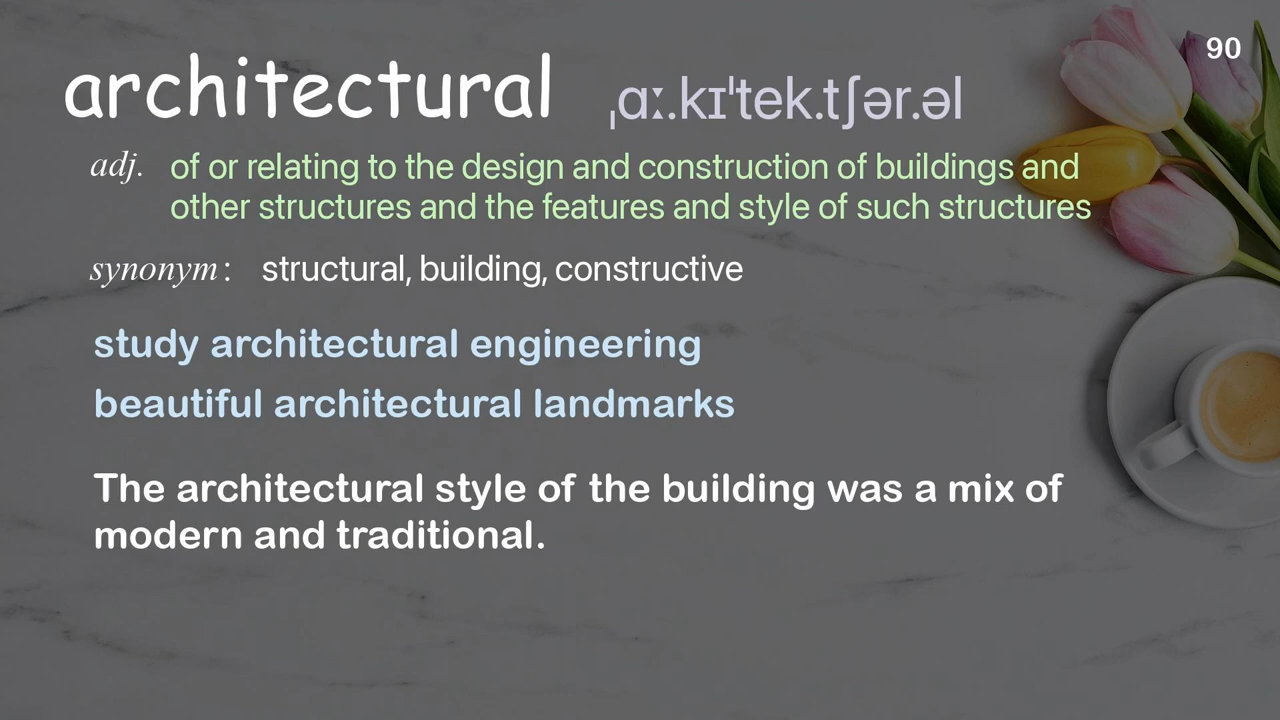 90
architectural ˌɑː.kɪˈtek.tʃər.əl
adj. of or relating to the design and construction of buildings and
other structures and the features and style of such structures
synonym: structural, building, constructive
study architectural engineering
beautiful architectural landmarks
The architectural style of the building was a mix of
modern and traditional.